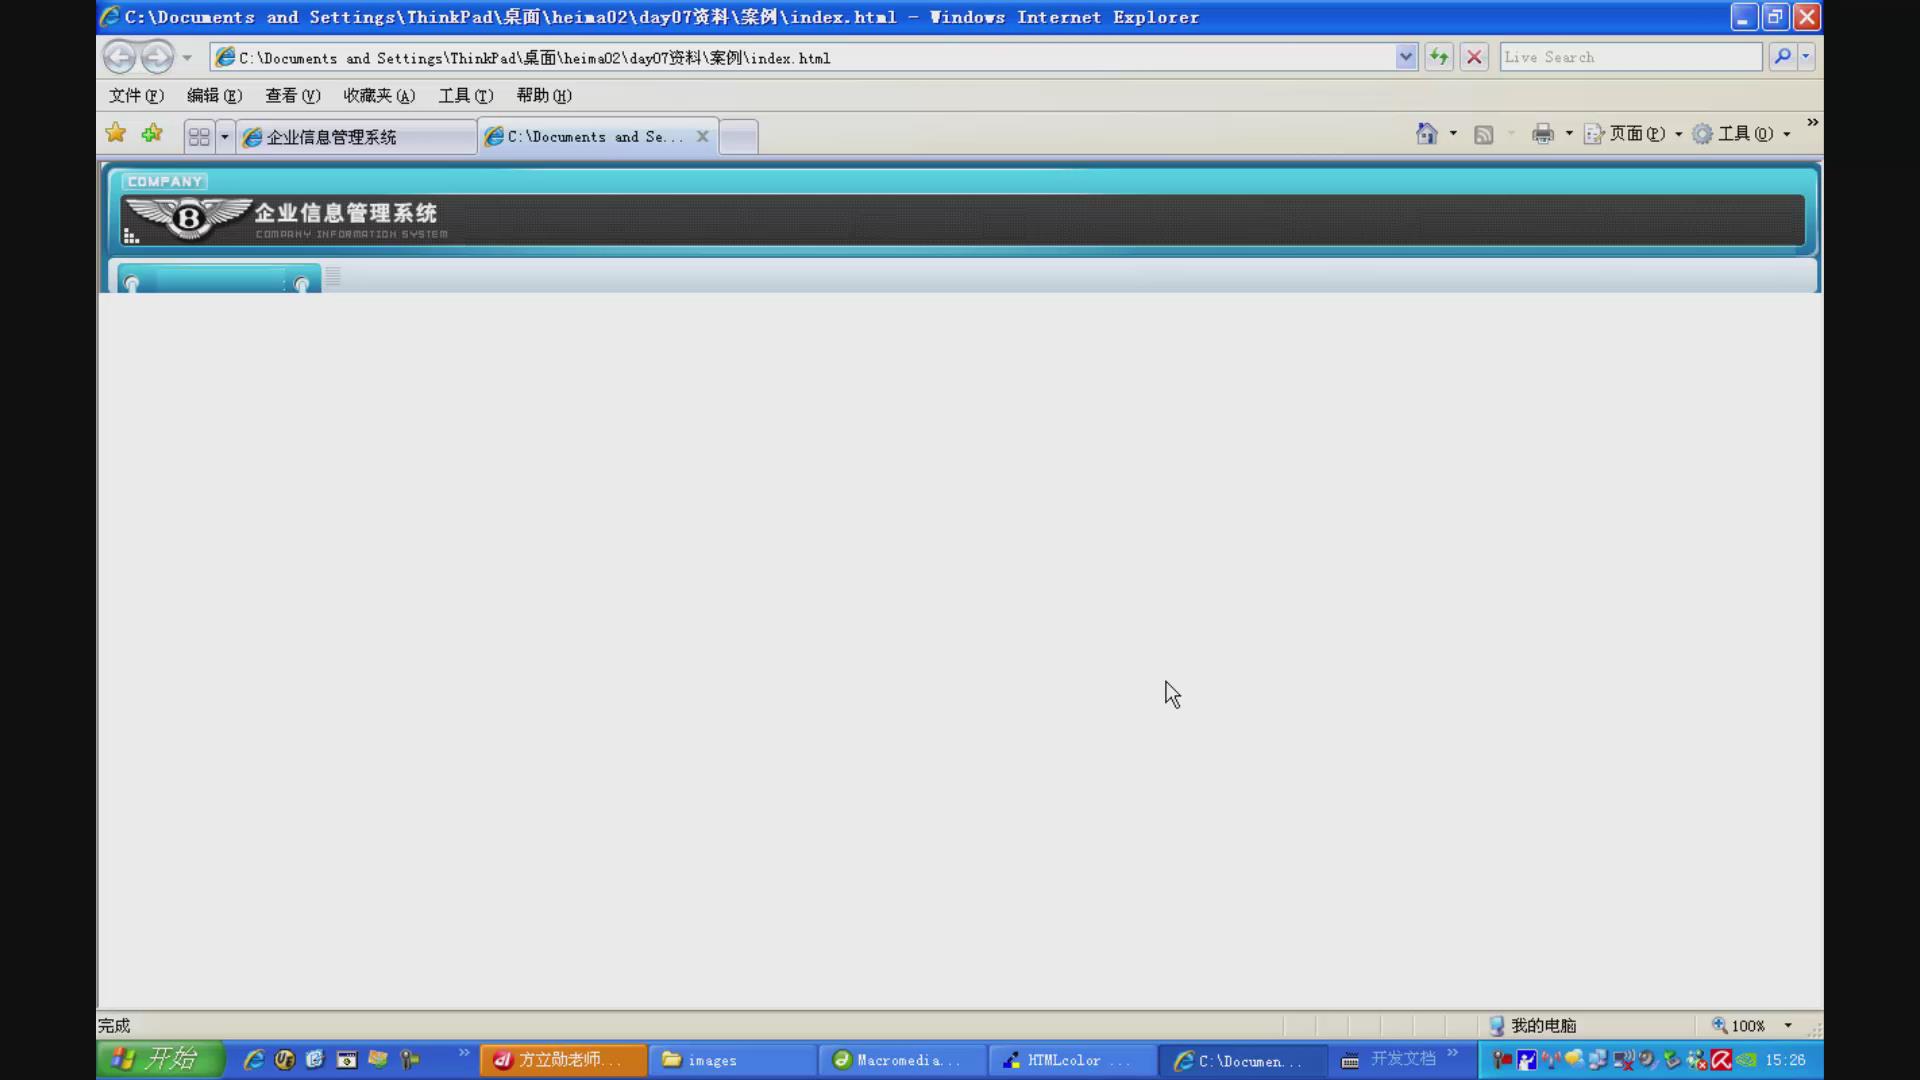 C:\Documents and Settings\ThinkPad\桌面\heima02\day07资料\案例\index.html - Windows Internet Explorer
C:\Documents and Settings\ThinkPad\桌面\heima02\day07资料\案例\index.html
Live Search
文件(F) 编辑(E) 查看(V) 收藏夹(A) 工具(T) 帮助(H)
企业信息管理系统
C:\Documents and Se...
页面(P) 工具(O)
COMPANY
B
企业信息管理系统
COMPANY INFORMATION SYSTEM
完成
我的电脑
100%
开始
方立勋老师...
images
Macromedia...
HTMLcolor ...
C:\Documen...
开发文档
15:26